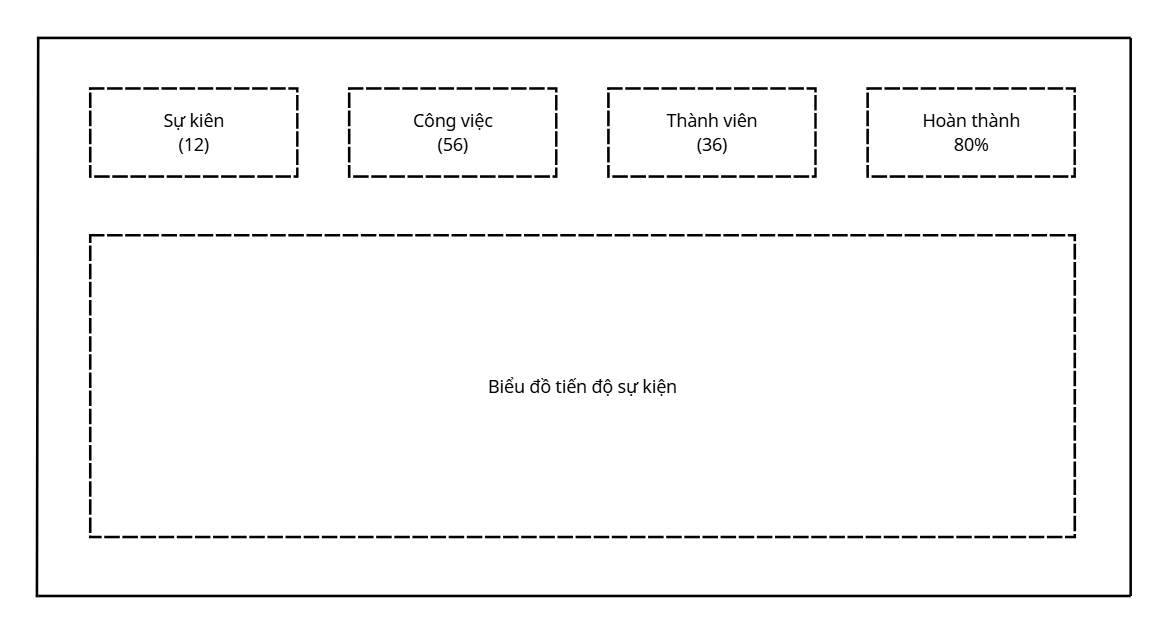 Sự kiên
(12)
Công việc
(56)
Thành viên
(36)
Hoàn thành
80%
Biểu đồ tiến độ sự kiện